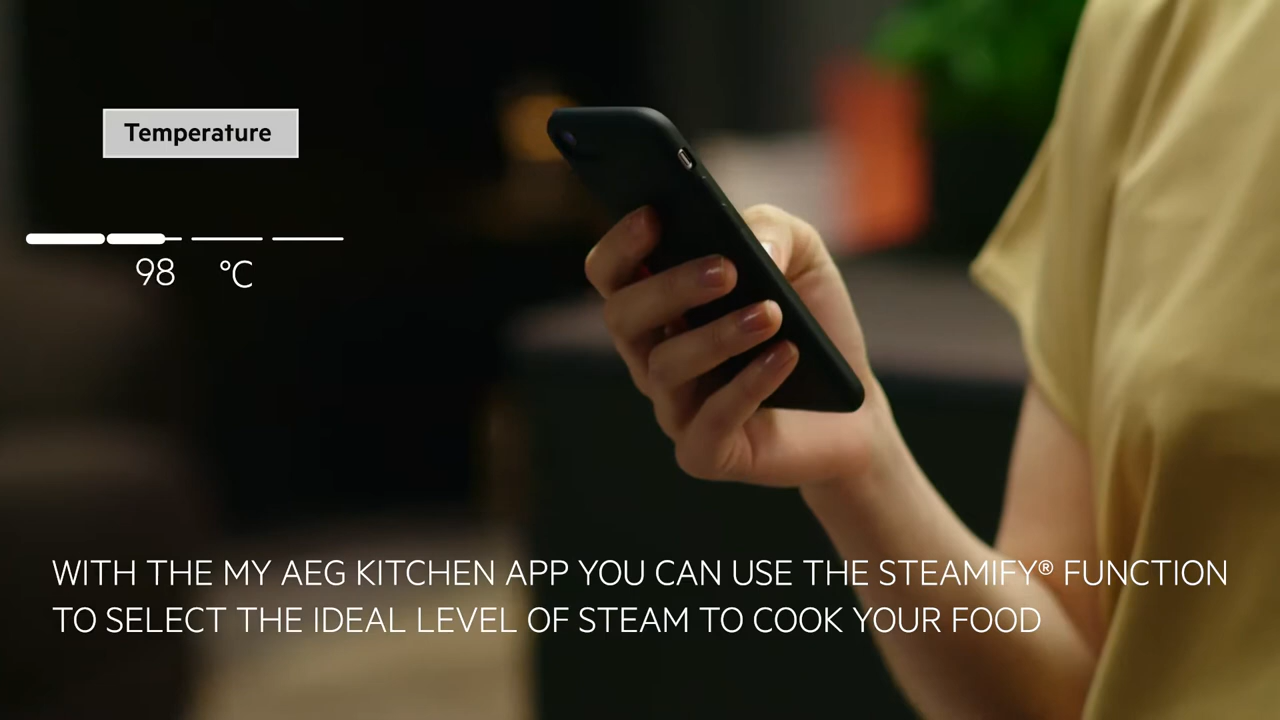 Temperature
98 °C
WITH THE MY AEG KITCHEN APP YOU CAN USE THE STEAMIFY® FUNCTION
TO SELECT THE IDEAL LEVEL OF STEAM TO COOK YOUR FOOD